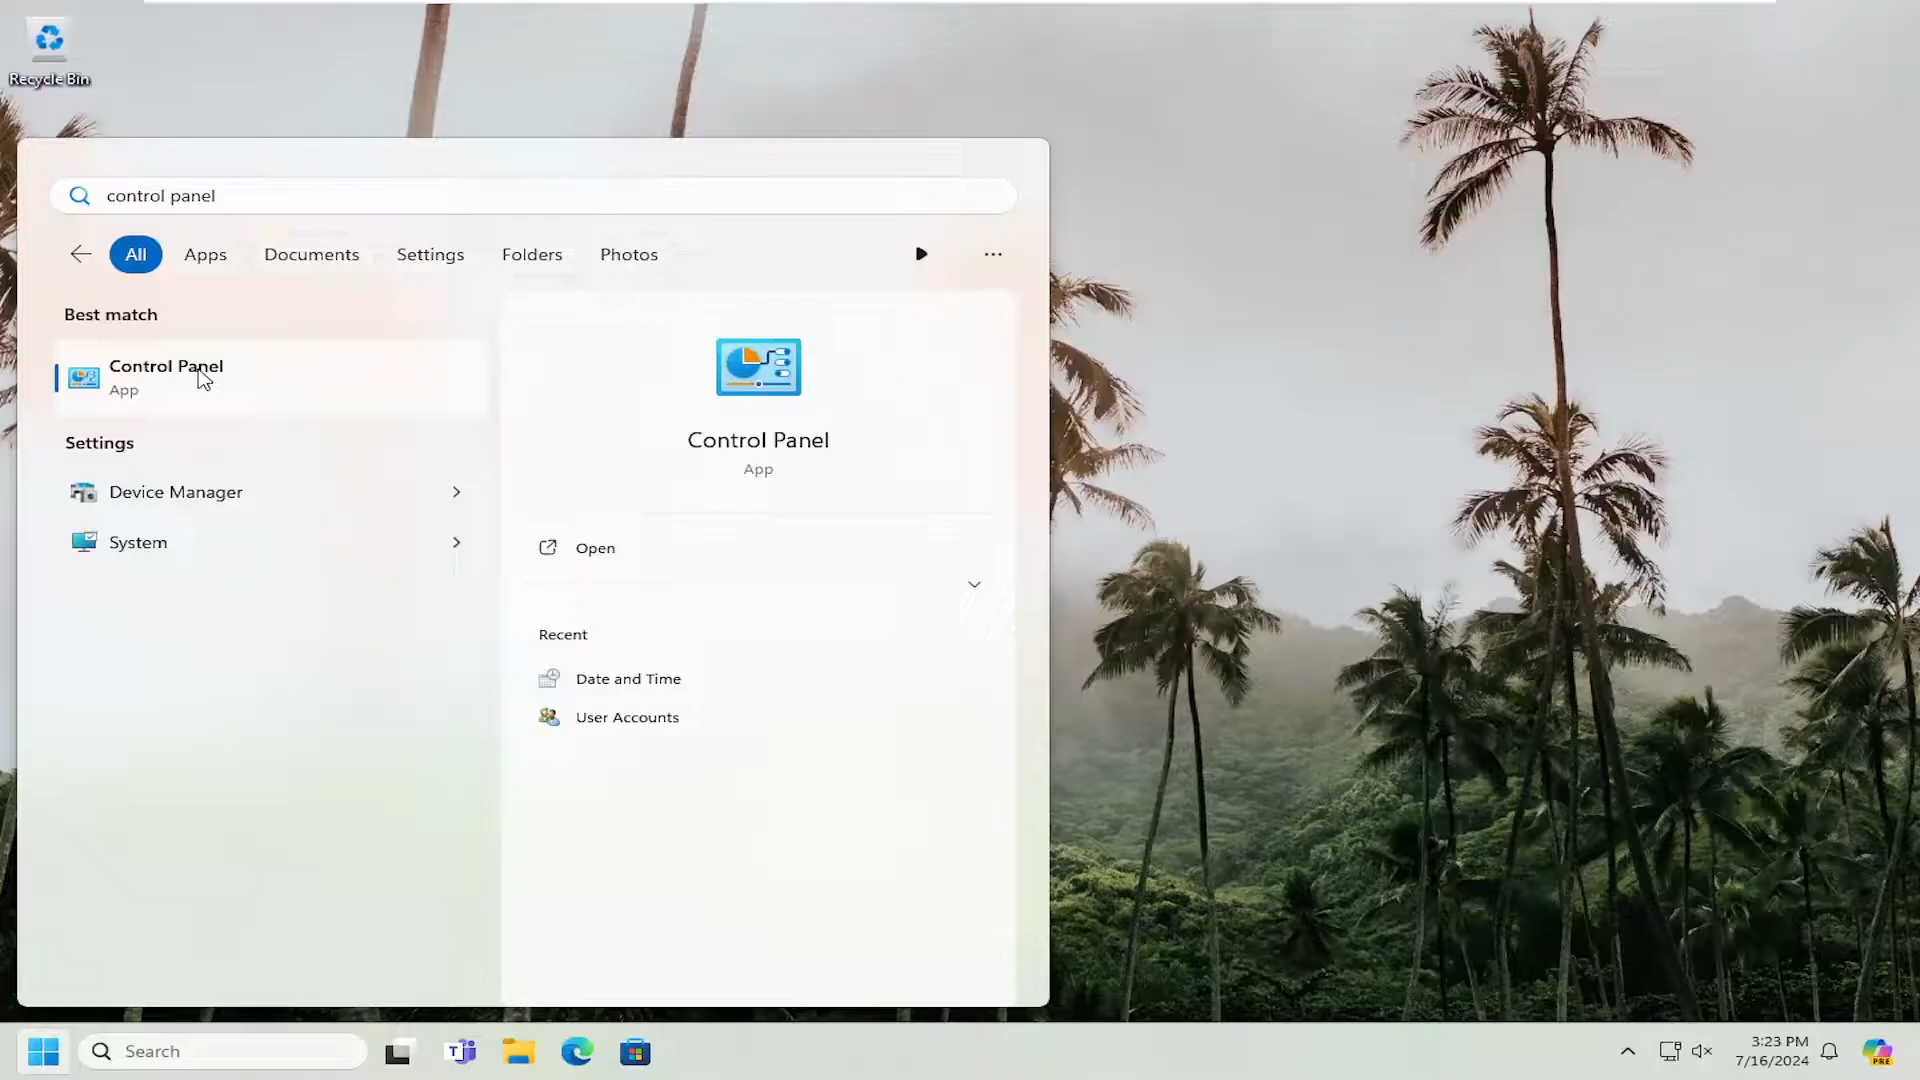 Recycle Bin
control panel
All Apps Documents Settings Folders Photos
Best match
Control Panel
App
Settings
Device Manager
System
Control Panel
App
Open
Recent
Date and Time
User Accounts
Search
3:23 PM
7/16/2024
PRE